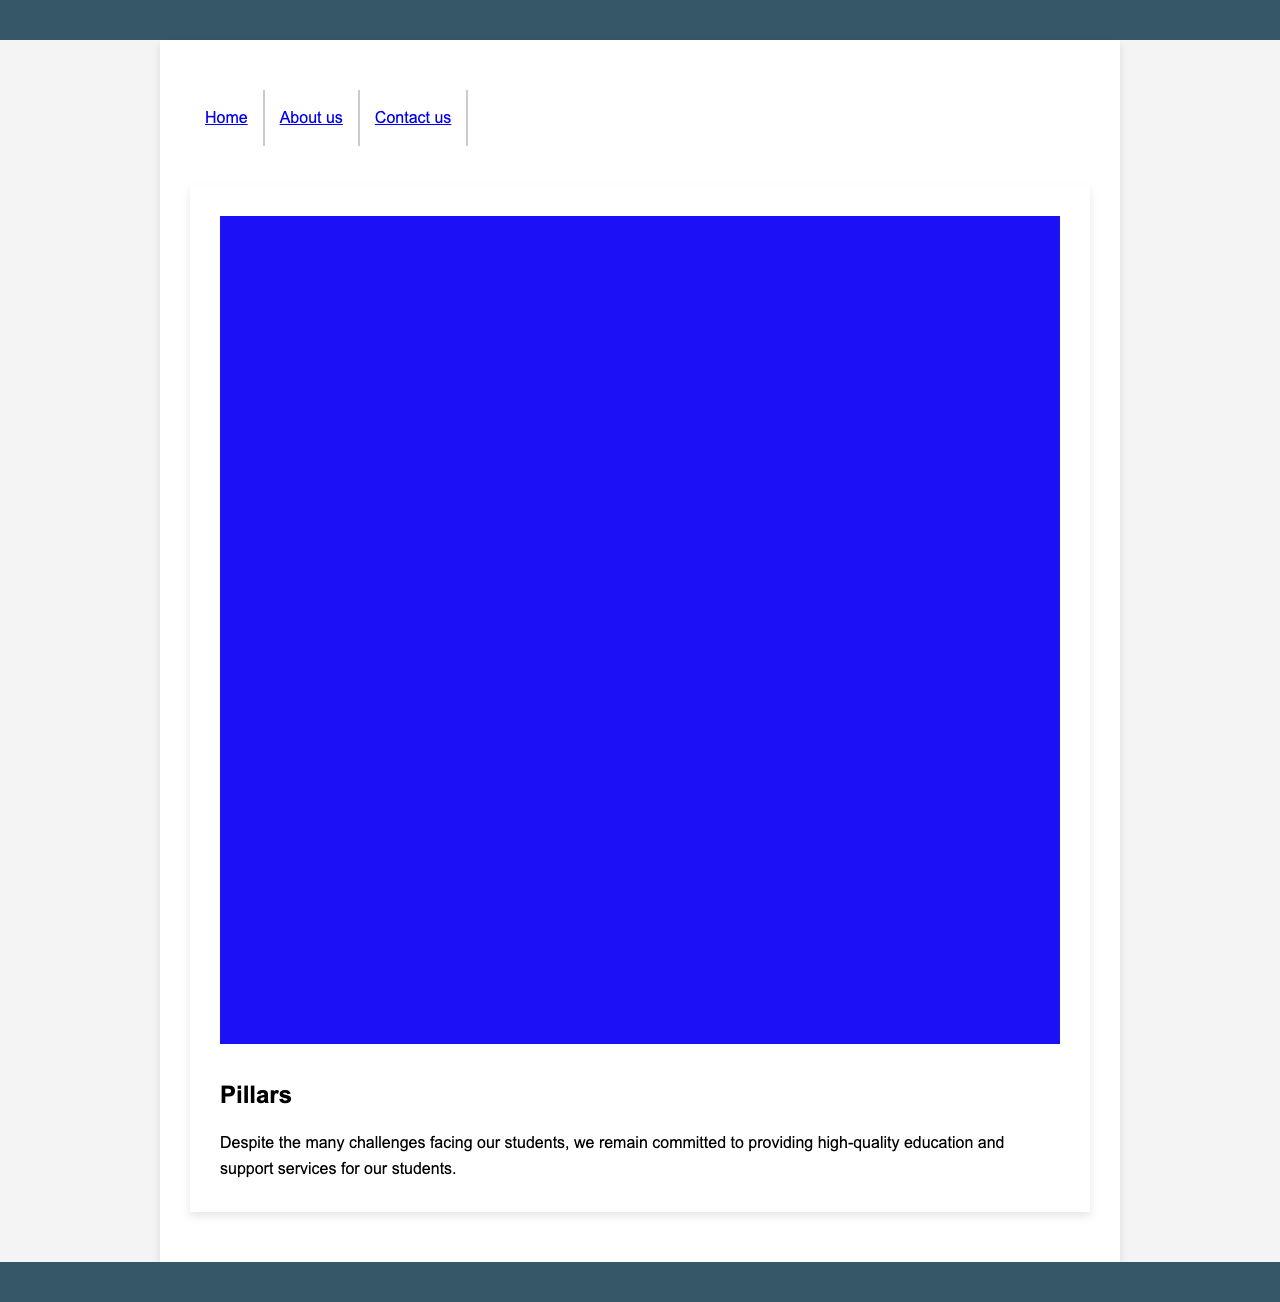 Home
About us
Contact us
Pillars
Despite the many challenges facing our students, we remain committed to providing high-quality education and
support services for our students.